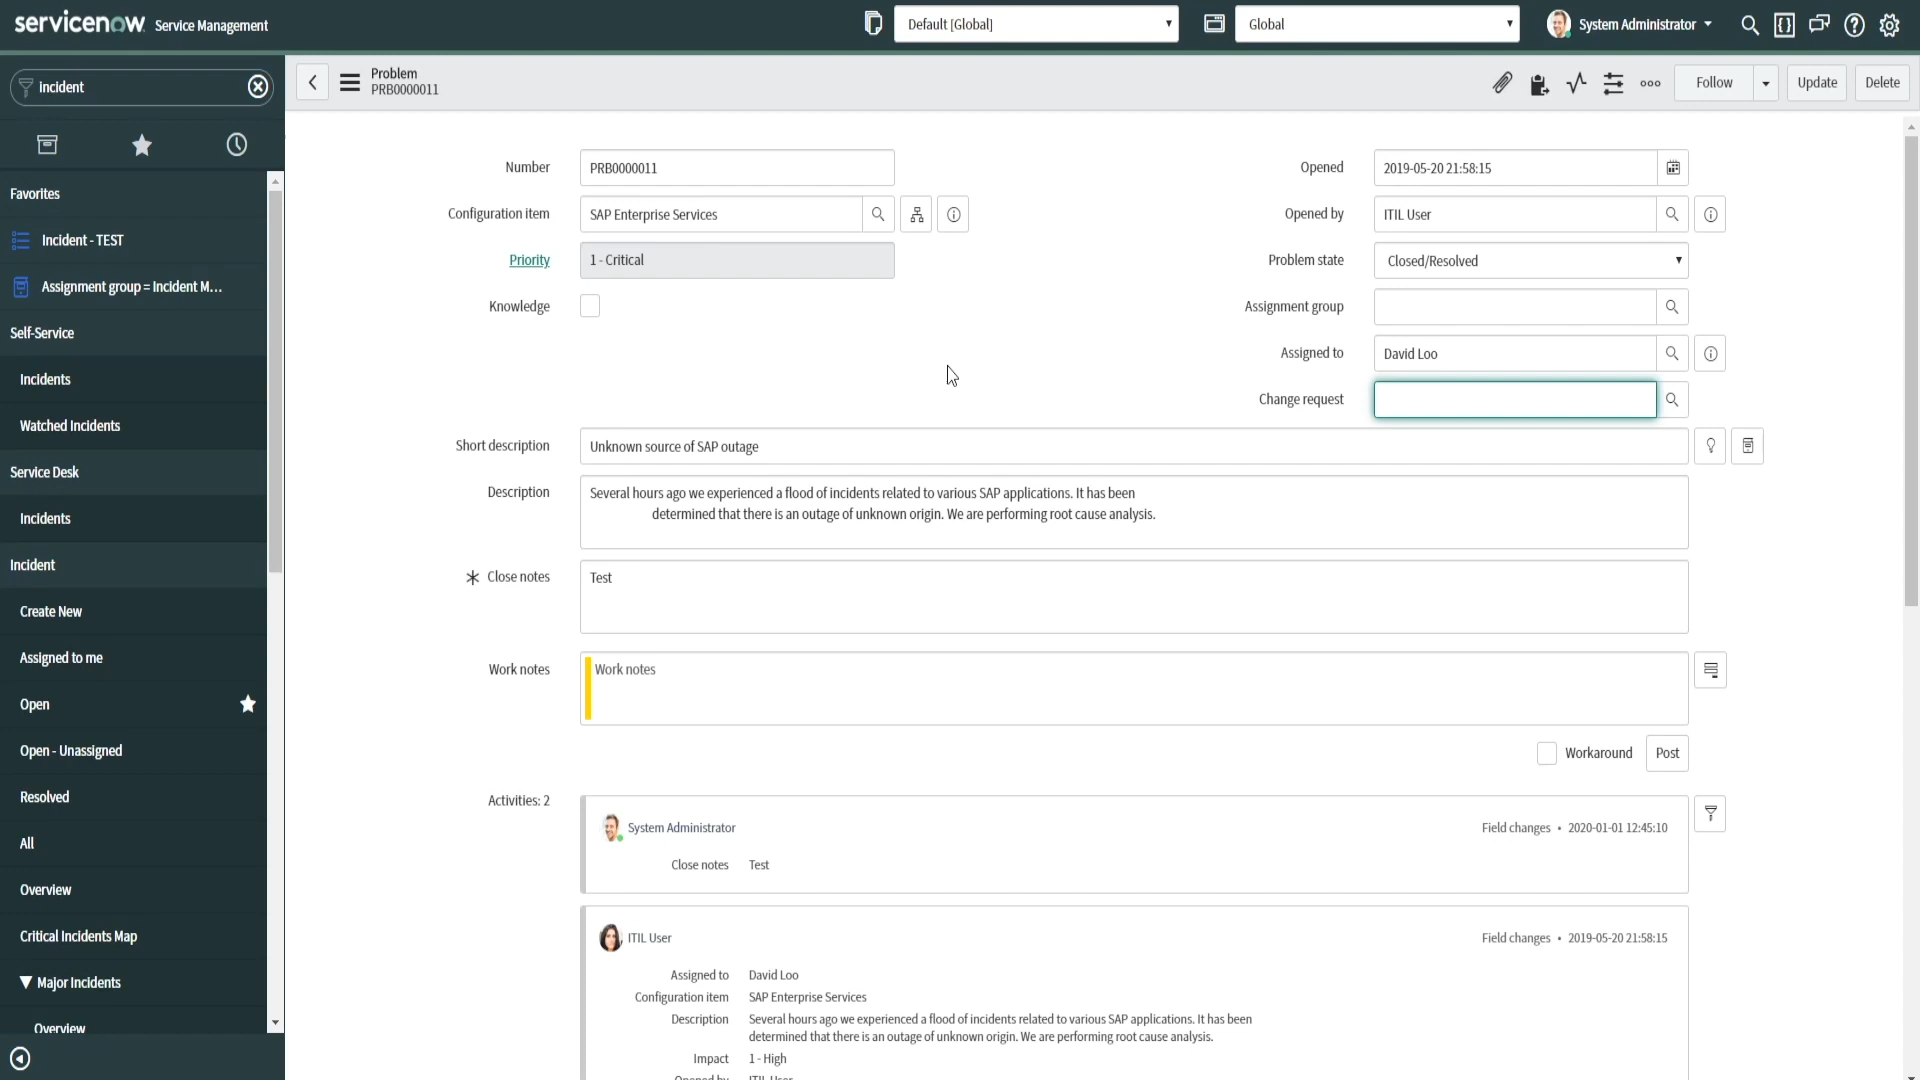 servicenow Service Management
Default [Global]
Global
System Administrator
incident
Problem
PRB0000011
Follow
Update
Delete
Favorites
Incident - TEST
Assignment group = Incident M...
Self-Service
Incidents
Watched Incidents
Service Desk
Incidents
Incident
Create New
Assigned to me
Open
Open - Unassigned
Resolved
All
Overview
Critical Incidents Map
Major Incidents
Overview
Number PRB0000011
Configuration item SAP Enterprise Services
Priority 1 - Critical
Knowledge
Opened 2019-05-20 21:58:15
Opened by ITIL User
Problem state Closed/Resolved
Assignment group
Assigned to David Loo
Change request
Short description Unknown source of SAP outage
Description Several hours ago we experienced a flood of incidents related to various SAP applications. It has been
determined that there is an outage of unknown origin. We are performing root cause analysis.
Close notes Test
Work notes Work notes
Workaround Post
Activities: 2
System Administrator Field changes • 2020-01-01 12:45:10
Close notes Test
ITIL User Field changes • 2019-05-20 21:58:15
Assigned to David Loo
Configuration item SAP Enterprise Services
Description Several hours ago we experienced a flood of incidents related to various SAP applications. It has been
determined that there is an outage of unknown origin. We are performing root cause analysis.
Impact 1 - High
Opened by ITIL User